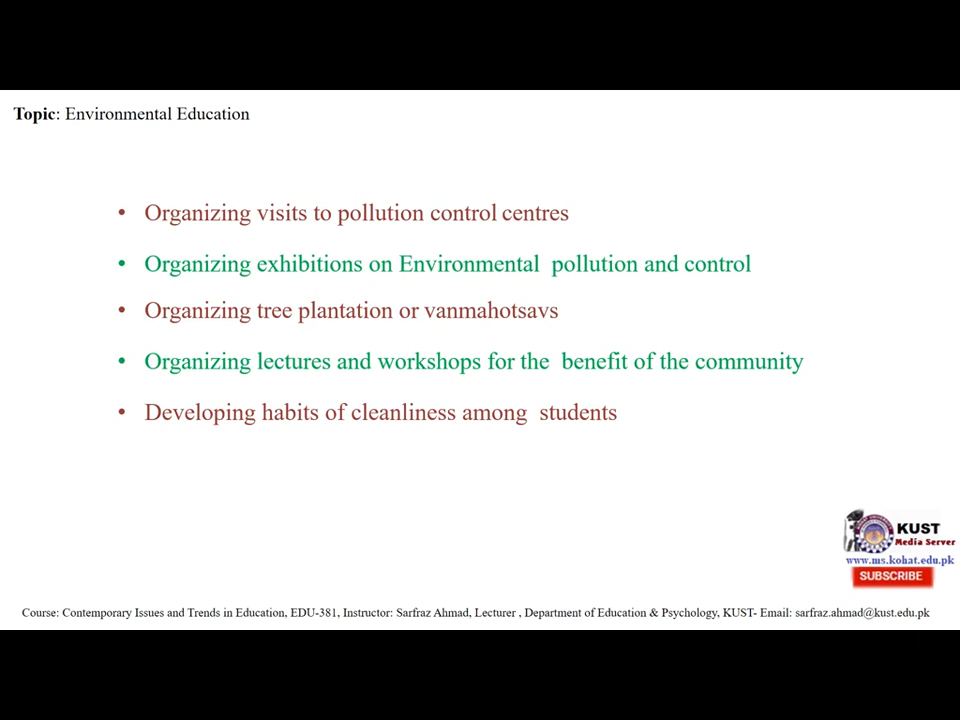 Topic: Environmental Education
• Organizing visits to pollution control centres
• Organizing exhibitions on Environmental pollution and control
• Organizing tree plantation or vanmahotsavs
• Organizing lectures and workshops for the benefit of the community
• Developing habits of cleanliness among students
KUST
Media Server
www.ms.kohat.edu.pk
SUBSCRIBE
Course: Contemporary Issues and Trends in Education, EDU-381, Instructor: Sarfraz Ahmad, Lecturer , Department of Education & Psychology, KUST- Email: sarfraz.ahmad@kust.edu.pk